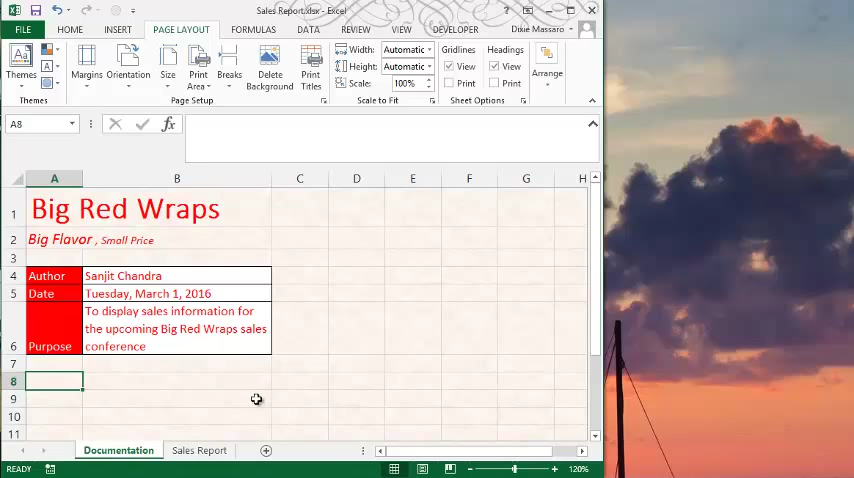 Sales Report.xlsx - Excel
?
FILE HOME INSERT PAGE LAYOUT FORMULAS DATA REVIEW VIEW DEVELOPER Dixie Massaro
Themes
Aa
A
Margins
Orientation
Size
Print Area
Breaks
Delete Background
Print Titles
Width: Automatic
Height: Automatic
Scale: 100%
Gridlines
View
Print
Headings
View
Print
Arrange
Themes Page Setup Scale to Fit Sheet Options
A8 fx
A B C D E F G H
1 Big Red Wraps
2 Big Flavor , Small Price
3
4 Author Sanjit Chandra
5 Date Tuesday, March 1, 2016
To display sales information for
the upcoming Big Red Wraps sales
6 Purpose conference
7
8
9
10
11
Documentation Sales Report
READY 120%